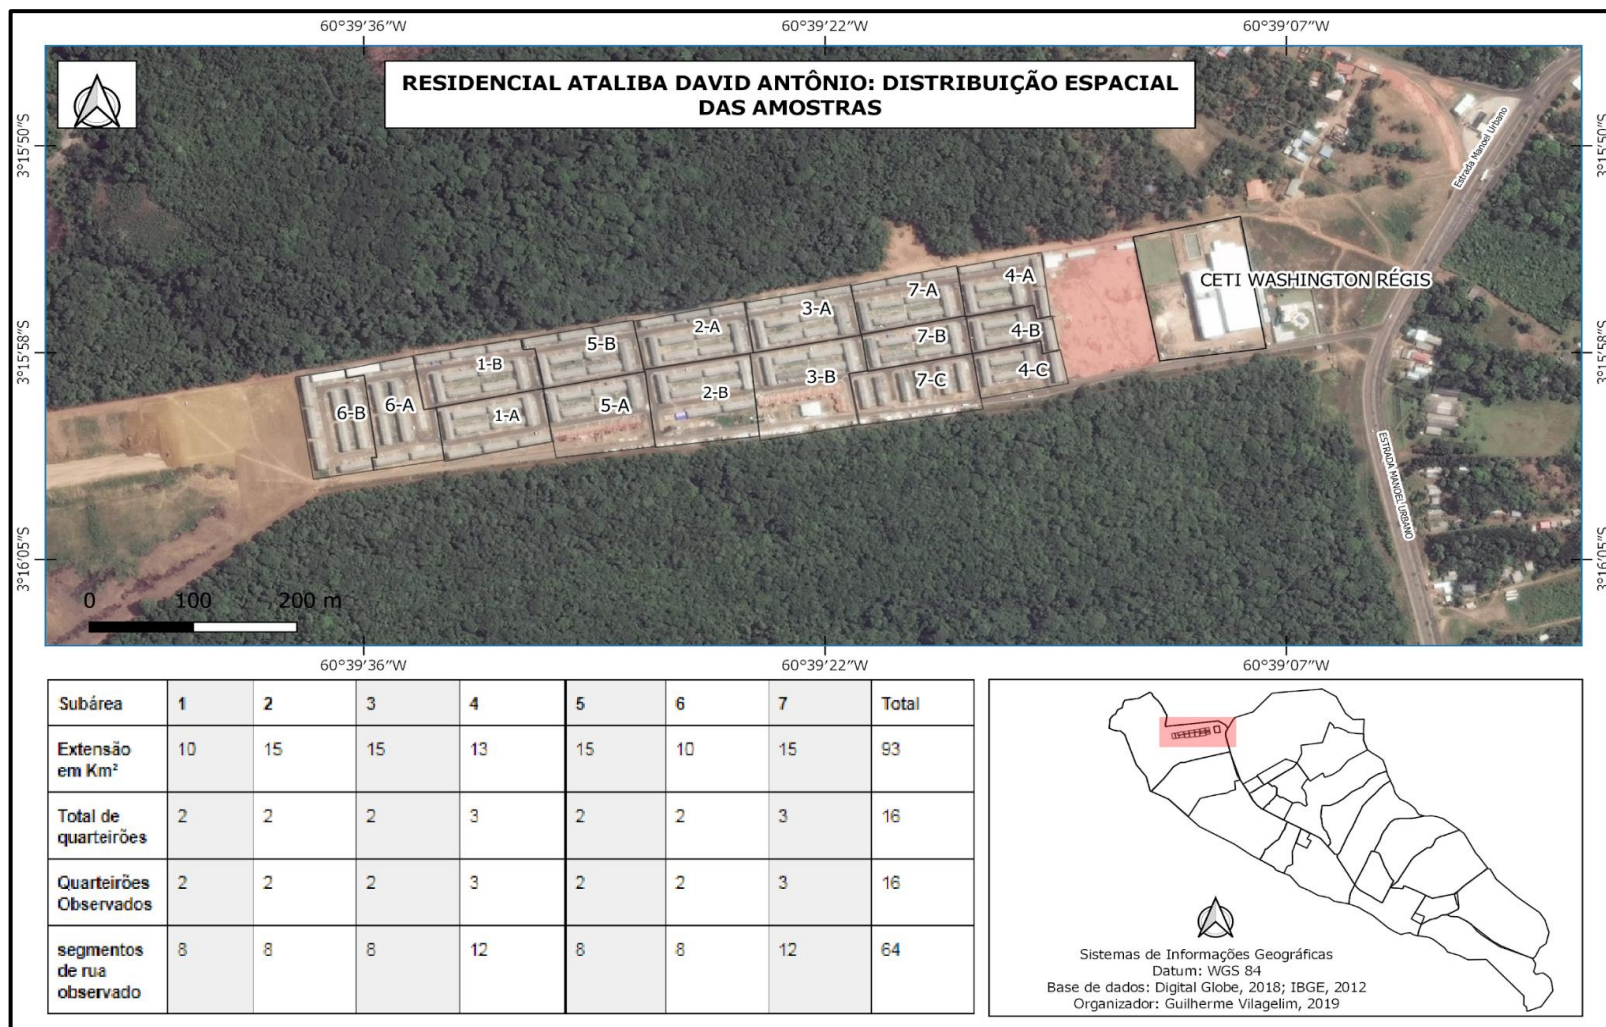 60°39'36"W 60°39'22"W 60°39'07"W
RESIDENCIAL ATALIBA DAVID ANTÔNIO: DISTRIBUIÇÃO ESPACIAL
DAS AMOSTRAS
3°15'50"S
3°15'50"S
Estrada Manoel Urbano
CETI WASHINGTON RÉGIS
4-A
7-A
3-A
2-A
5-B
1-B
4-B
7-B
3-B
4-C
7-C
2-B
5-A
1-A
6-A
6-B
3°15'58"S
3°15'58"S
ESTRADA MANOEL URBANO
3°16'05"S
3°16'05"S
0 100 200 m
60°39'36"W 60°39'22"W 60°39'07"W
Subárea 1 2 3 4 5 6 7 Total
Extensão
em Km² 10 15 15 13 15 10 15 93
Total de
quarteirões 2 2 2 3 2 2 3 16
Quarteirões
Observados 2 2 2 3 2 2 3 16
segmentos
de rua
observado 8 8 8 12 8 8 12 64
Sistemas de Informações Geográficas
Datum: WGS 84
Base de dados: Digital Globe, 2018; IBGE, 2012
Organizador: Guilherme Vilagelim, 2019